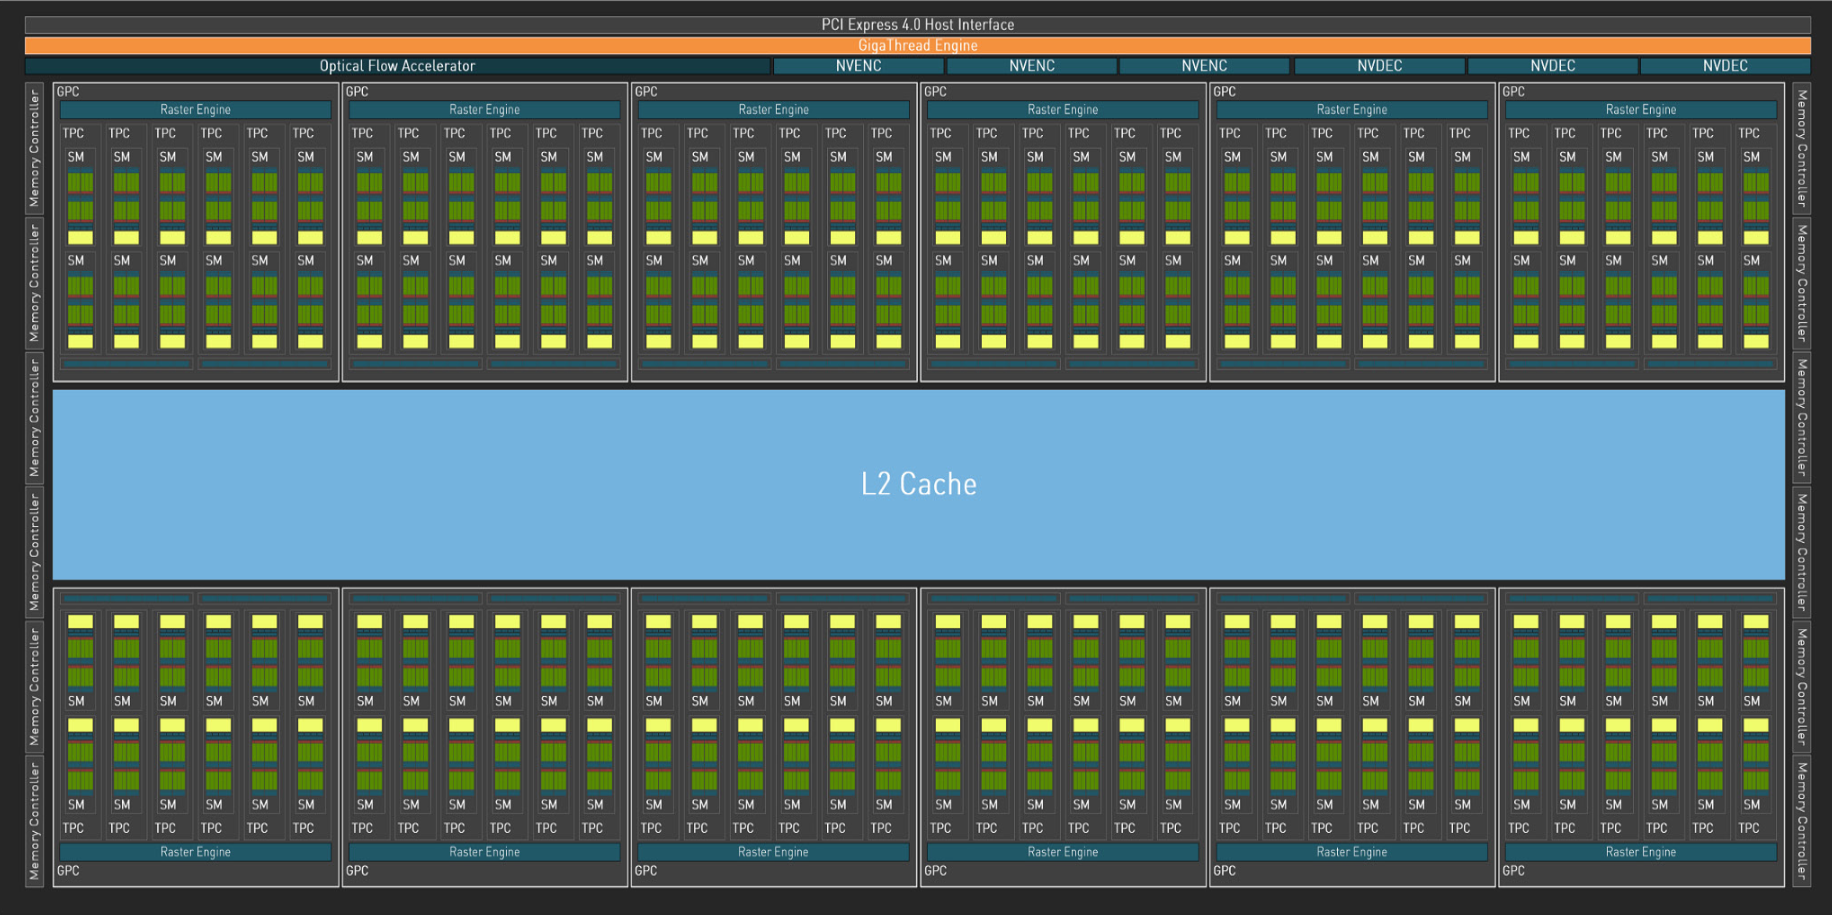 PCI Express 4.0 Host Interface
GigaThread Engine
Optical Flow Accelerator NVENC NVENC NVENC NVDEC NVDEC NVDEC
GPC GPC GPC GPC GPC GPC
Raster Engine Raster Engine Raster Engine Raster Engine Raster Engine Raster Engine
TPC TPC TPC TPC TPC TPC TPC TPC TPC TPC TPC TPC TPC TPC TPC TPC TPC TPC TPC TPC TPC TPC TPC TPC TPC TPC TPC TPC TPC TPC TPC TPC TPC TPC TPC TPC
SM SM SM SM SM SM SM SM SM SM SM SM SM SM SM SM SM SM SM SM SM SM SM SM SM SM SM SM SM SM SM SM SM SM SM SM
SM SM SM SM SM SM SM SM SM SM SM SM SM SM SM SM SM SM SM SM SM SM SM SM SM SM SM SM SM SM SM SM SM SM SM SM
L2 Cache
SM SM SM SM SM SM SM SM SM SM SM SM SM SM SM SM SM SM SM SM SM SM SM SM SM SM SM SM SM SM SM SM SM SM SM SM
SM SM SM SM SM SM SM SM SM SM SM SM SM SM SM SM SM SM SM SM SM SM SM SM SM SM SM SM SM SM SM SM SM SM SM SM
TPC TPC TPC TPC TPC TPC TPC TPC TPC TPC TPC TPC TPC TPC TPC TPC TPC TPC TPC TPC TPC TPC TPC TPC TPC TPC TPC TPC TPC TPC TPC TPC TPC TPC TPC TPC
Raster Engine Raster Engine Raster Engine Raster Engine Raster Engine Raster Engine
GPC GPC GPC GPC GPC GPC
Memory Controller
Memory Controller
Memory Controller
Memory Controller
Memory Controller
Memory Controller
Memory Controller
Memory Controller
Memory Controller
Memory Controller
Memory Controller
Memory Controller